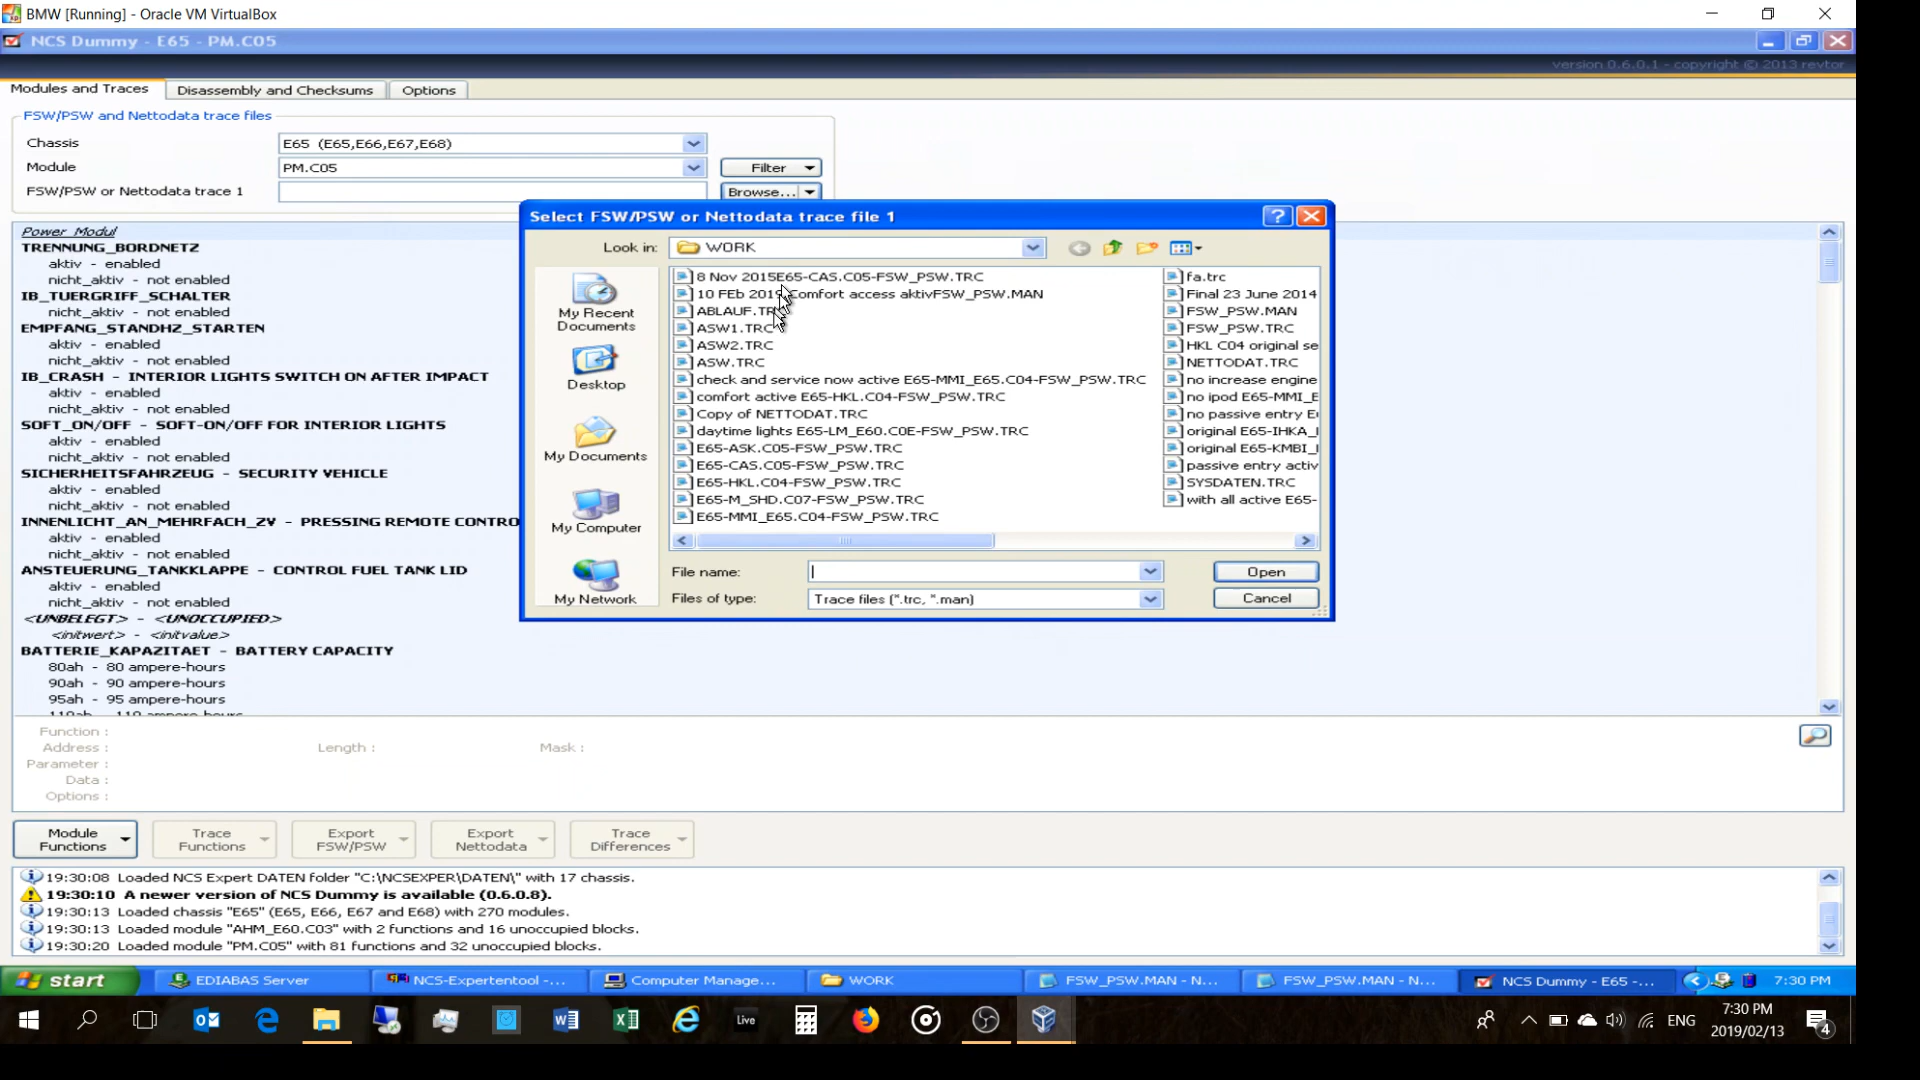 BMW [Running] - Oracle VM VirtualBox
NCS Dummy - E65 - PM.C05
version 0.6.0.1 - copyright © 2013 revtor
Modules and Traces
Disassembly and Checksums
Options
FSW/PSW and Nettodata trace files
Chassis
E65 (E65,E66,E67,E68)
Module
PM.C05
Filter
FSW/PSW or Nettodata trace 1
Browse...
Power Modul
TRENNUNG_BORDNETZ
aktiv - enabled
nicht_aktiv - not enabled
IB_TUERGRIFF_SCHALTER
EMPFANG_STANDHZ_STARTEN
aktiv - enabled
nicht_aktiv - not enabled
IB_CRASH - INTERIOR LIGHTS SWITCH ON AFTER IMPACT
aktiv - enabled
nicht_aktiv - not enabled
SOFT_ON/OFF - SOFT-ON/OFF FOR INTERIOR LIGHTS
aktiv - enabled
nicht_aktiv - not enabled
SICHERHEITSFAHRZEUG - SECURITY VEHICLE
aktiv - enabled
nicht_aktiv - not enabled
INNENLICHT_AN_MEHRFACH_ZV - PRESSING REMOTE CONTRO
aktiv - enabled
nicht_aktiv - not enabled
ANSTEUERUNG_TANKKLAPPE - CONTROL FUEL TANK LID
aktiv - enabled
nicht_aktiv - not enabled
<UNBELEGT> - <UNOCCUPIED>
<initwert> - <initvalue>
BATTERIE_KAPAZITAET - BATTERY CAPACITY
80ah - 80 ampere-hours
90ah - 90 ampere-hours
95ah - 95 ampere-hours
110ah - 110 ampere-hours
Select FSW/PSW or Nettodata trace file 1
Look in:
WORK
My Recent Documents
Desktop
My Documents
My Computer
My Network
8 Nov 2015E65-CAS.C05-FSW_PSW.TRC
10 FEb 2019 Comfort access aktivFSW_PSW.MAN
ABLAUF.TR
ASW1.TRC
ASW2.TRC
ASW.TRC
check and service now active E65-MMI_E65.C04-FSW_PSW.TRC
comfort active E65-HKL.C04-FSW_PSW.TRC
Copy of NETTODAT.TRC
daytime lights E65-LM_E60.C0E-FSW_PSW.TRC
E65-ASK.C05-FSW_PSW.TRC
E65-CAS.C05-FSW_PSW.TRC
E65-HKL.C04-FSW_PSW.TRC
E65-M_SHD.C07-FSW_PSW.TRC
E65-MMI_E65.C04-FSW_PSW.TRC
fa.trc
Final 23 June 2014
FSW_PSW.MAN
FSW_PSW.TRC
HKL C04 original se
NETTODAT.TRC
no increase engine
no ipod E65-MMI_E
no passive entry E
original E65-IHKA_
original E65-KMBI_
passive entry activ
SYSDATEN.TRC
with all active E65-
File name:
Open
Files of type:
Trace files (*.trc, *.man)
Cancel
Function :
Address :
Length :
Mask :
Parameter :
Data :
Options :
Module Functions
Trace Functions
Export FSW/PSW
Export Nettodata
Trace Differences
19:30:08 Loaded NCS Expert DATEN folder "C:\NCSEXPER\DATEN\" with 17 chassis.
19:30:10 A newer version of NCS Dummy is available (0.6.0.8).
19:30:13 Loaded chassis "E65" (E65, E66, E67 and E68) with 270 modules.
19:30:13 Loaded module "AHM_E60.C03" with 2 functions and 16 unoccupied blocks.
19:30:20 Loaded module "PM.C05" with 81 functions and 32 unoccupied blocks.
start
EDIABAS Server
NCS-Expertentool -...
Computer Manage...
WORK
FSW_PSW.MAN - N...
FSW_PSW.MAN - N...
NCS Dummy - E65 -...
7:30 PM
Live
ENG
7:30 PM
2019/02/13
4